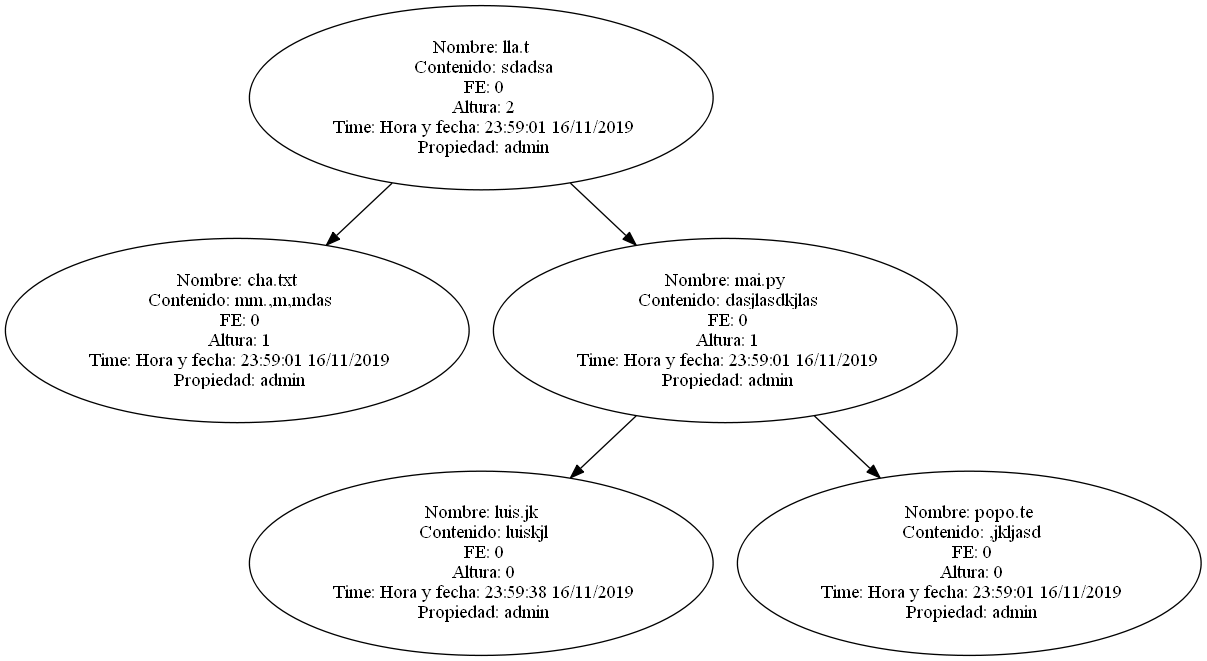 Nombre: lla.t
Contenido: sdadsa
FE: 0
Altura: 2
Time: Hora y fecha: 23:59:01 16/11/2019
Propiedad: admin
Nombre: cha.txt
Contenido: mm.,m,mdas
FE: 0
Altura: 1
Time: Hora y fecha: 23:59:01 16/11/2019
Propiedad: admin
Nombre: mai.py
Contenido: dasjlasdkjlas
FE: 0
Altura: 1
Time: Hora y fecha: 23:59:01 16/11/2019
Propiedad: admin
Nombre: luis.jk
Contenido: luiskjl
FE: 0
Altura: 0
Time: Hora y fecha: 23:59:38 16/11/2019
Propiedad: admin
Nombre: popo.te
Contenido: ,jkljasd
FE: 0
Altura: 0
Time: Hora y fecha: 23:59:01 16/11/2019
Propiedad: admin